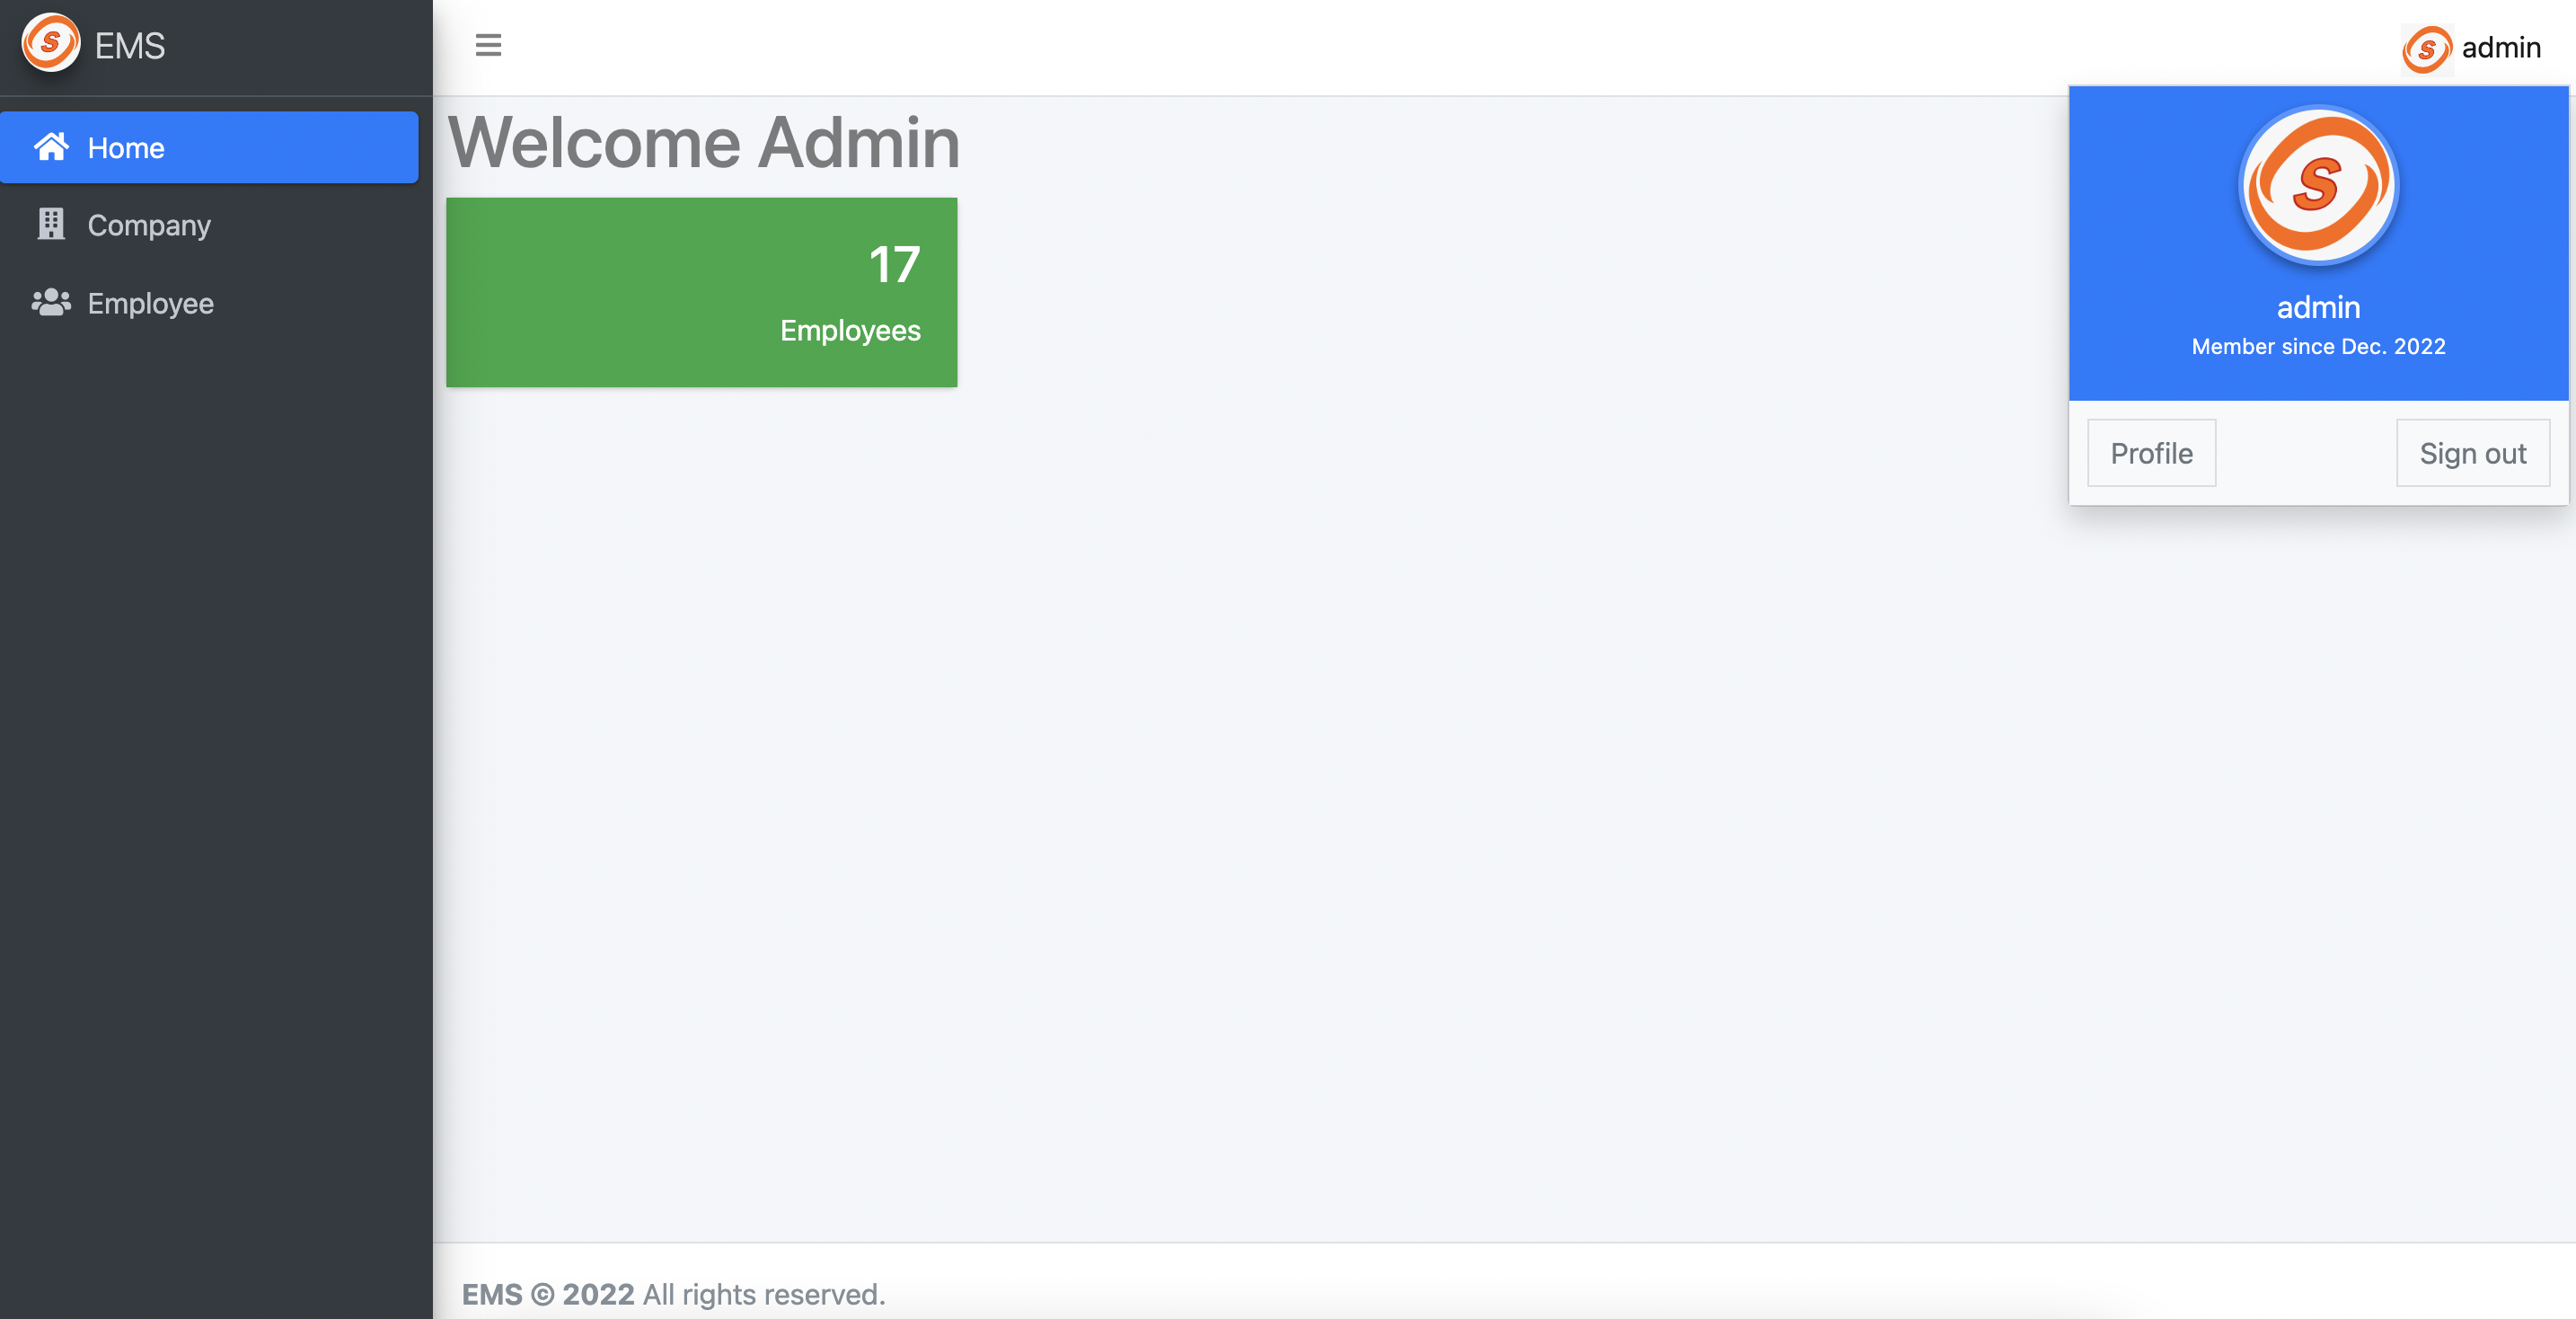 S EMS
Home
Company
Employee
S admin
Welcome Admin
17
Employees
S
admin
Member since Dec. 2022
Profile
Sign out
EMS © 2022 All rights reserved.